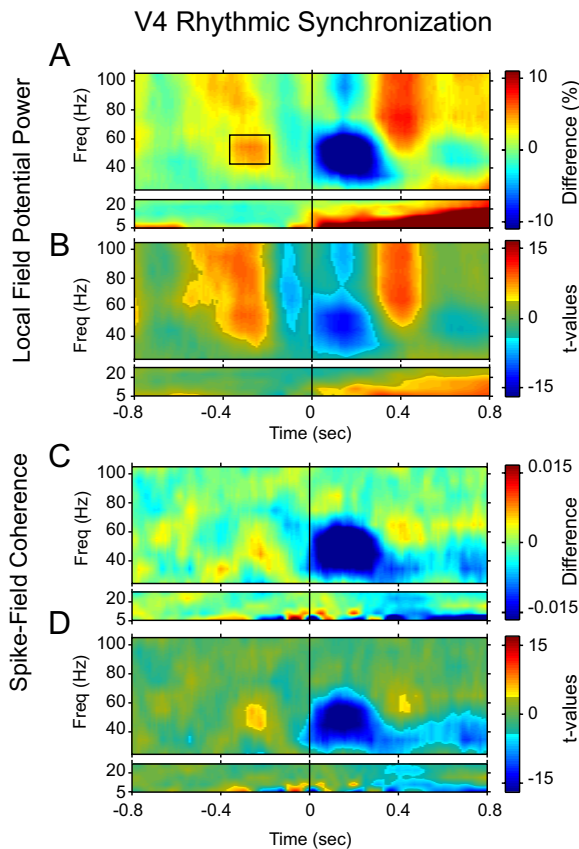 V4 Rhythmic Synchronization
Local Field Potential Power
A
Freq (Hz)
100
80
60
40
20
5
10
0
-10
Difference (%)
B
Freq (Hz)
100
80
60
40
20
5
15
0
-15
t-values
-0.8 -0.4 0 0.4 0.8
Time (sec)
Spike-Field Coherence
C
Freq (Hz)
100
80
60
40
20
5
0.015
0
-0.015
Difference
D
Freq (Hz)
100
80
60
40
20
5
15
0
-15
t-values
-0.8 -0.4 0 0.4 0.8
Time (sec)